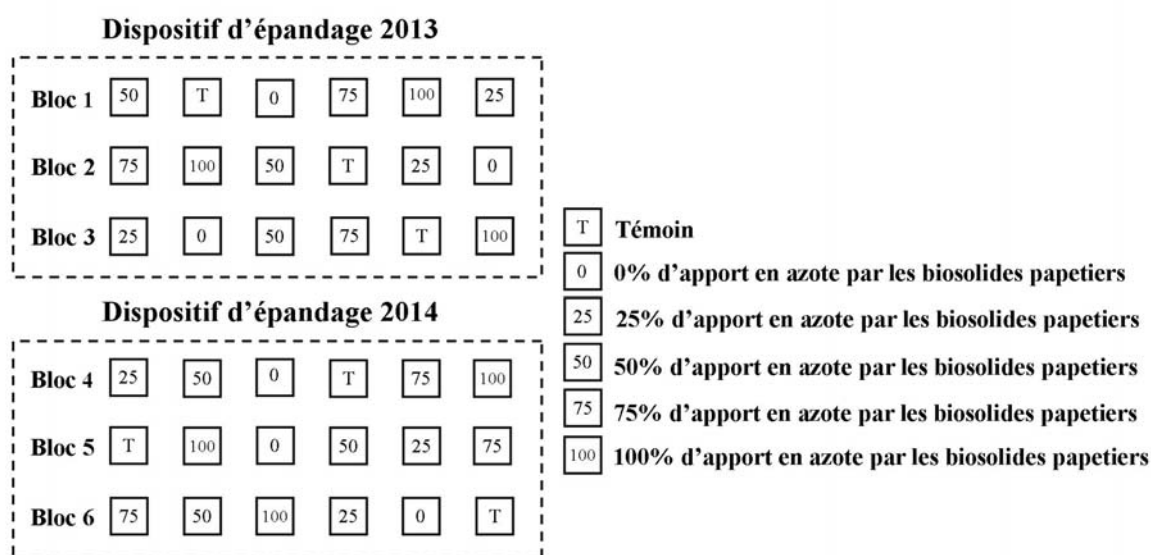 Dispositif d'épandage 2013
Bloc 1 50 T 0 75 100 25
Bloc 2 75 100 50 T 25 0
Bloc 3 25 0 50 75 T 100
Dispositif d'épandage 2014
Bloc 4 25 50 0 T 75 100
Bloc 5 T 100 0 50 25 75
Bloc 6 75 50 100 25 0 T
T Témoin
0 0% d'apport en azote par les biosolides papetiers
25 25% d'apport en azote par les biosolides papetiers
50 50% d'apport en azote par les biosolides papetiers
75 75% d'apport en azote par les biosolides papetiers
100 100% d'apport en azote par les biosolides papetiers